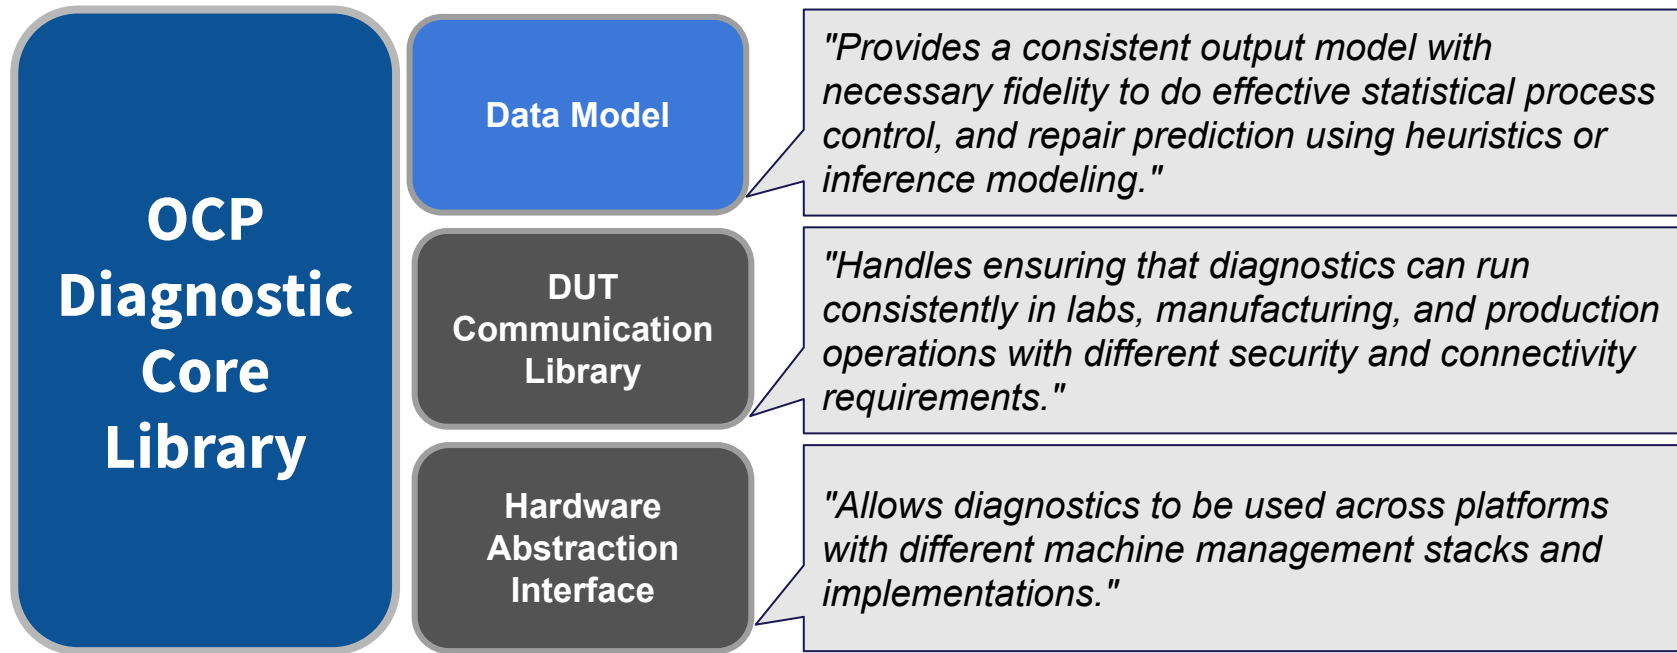 OCP
Diagnostic
Core
Library
Data Model
"Provides a consistent output model with
necessary fidelity to do effective statistical process
control, and repair prediction using heuristics or
inference modeling."
DUT
Communication
Library
"Handles ensuring that diagnostics can run
consistently in labs, manufacturing, and production
operations with different security and connectivity
requirements."
Hardware
Abstraction
Interface
"Allows diagnostics to be used across platforms
with different machine management stacks and
implementations."